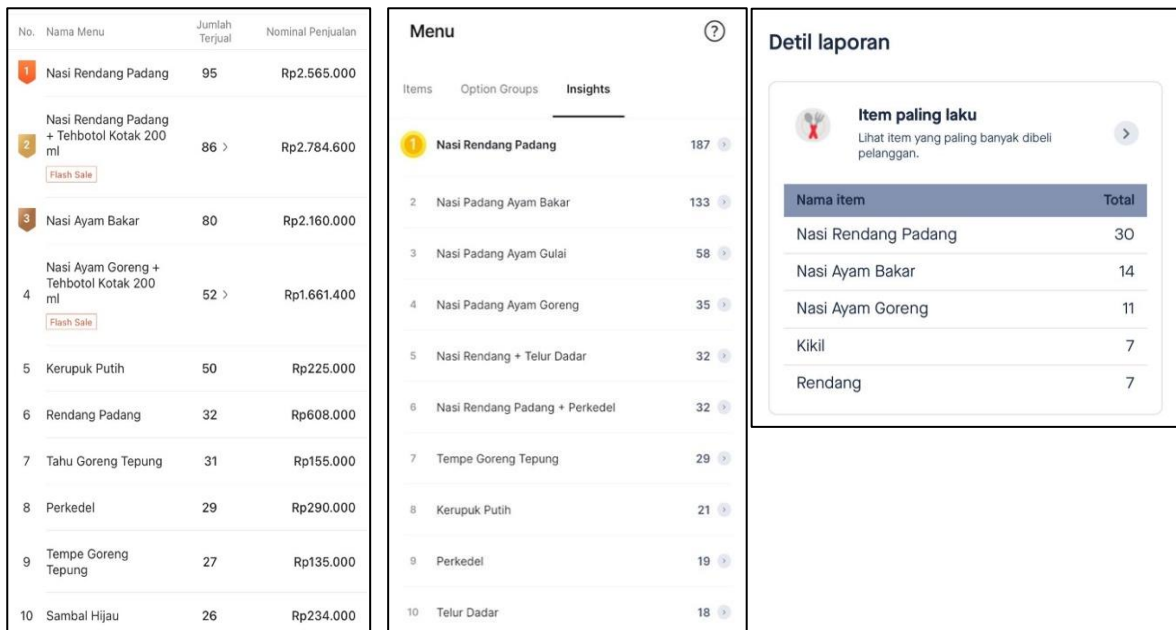 No. Nama Menu Jumlah Terjual Nominal Penjualan
1 Nasi Rendang Padang 95 Rp2.565.000
Nasi Rendang Padang
+ Tehbotol Kotak 200
2 ml 86 > Rp2.784.600
Flash Sale
3 Nasi Ayam Bakar 80 Rp2.160.000
Nasi Ayam Goreng +
Tehbotol Kotak 200
4 ml 52 > Rp1.661.400
Flash Sale
5 Kerupuk Putih 50 Rp225.000
6 Rendang Padang 32 Rp608.000
7 Tahu Goreng Tepung 31 Rp155.000
8 Perkedel 29 Rp290.000
9 Tempe Goreng
Tepung 27 Rp135.000
10 Sambal Hijau 26 Rp234.000
Menu ?
Items Option Groups Insights
1 Nasi Rendang Padang 187 >
2 Nasi Padang Ayam Bakar 133 >
3 Nasi Padang Ayam Gulai 58 >
4 Nasi Padang Ayam Goreng 35 >
5 Nasi Rendang + Telur Dadar 32 >
6 Nasi Rendang Padang + Perkedel 32 >
7 Tempe Goreng Tepung 29 >
8 Kerupuk Putih 21 >
9 Perkedel 19 >
10 Telur Dadar 18 >
Detil laporan
Item paling laku
Lihat item yang paling banyak dibeli
pelanggan.
Nama item Total
Nasi Rendang Padang 30
Nasi Ayam Bakar 14
Nasi Ayam Goreng 11
Kikil 7
Rendang 7